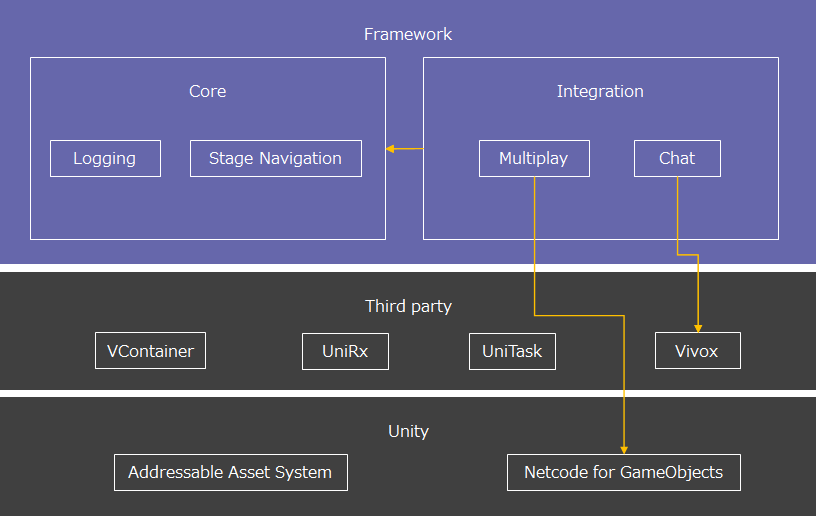 Framework
Core
Integration
Logging
Stage Navigation
Multiplay
Chat
Third party
VContainer
UniRx
UniTask
Vivox
Unity
Addressable Asset System
Netcode for GameObjects